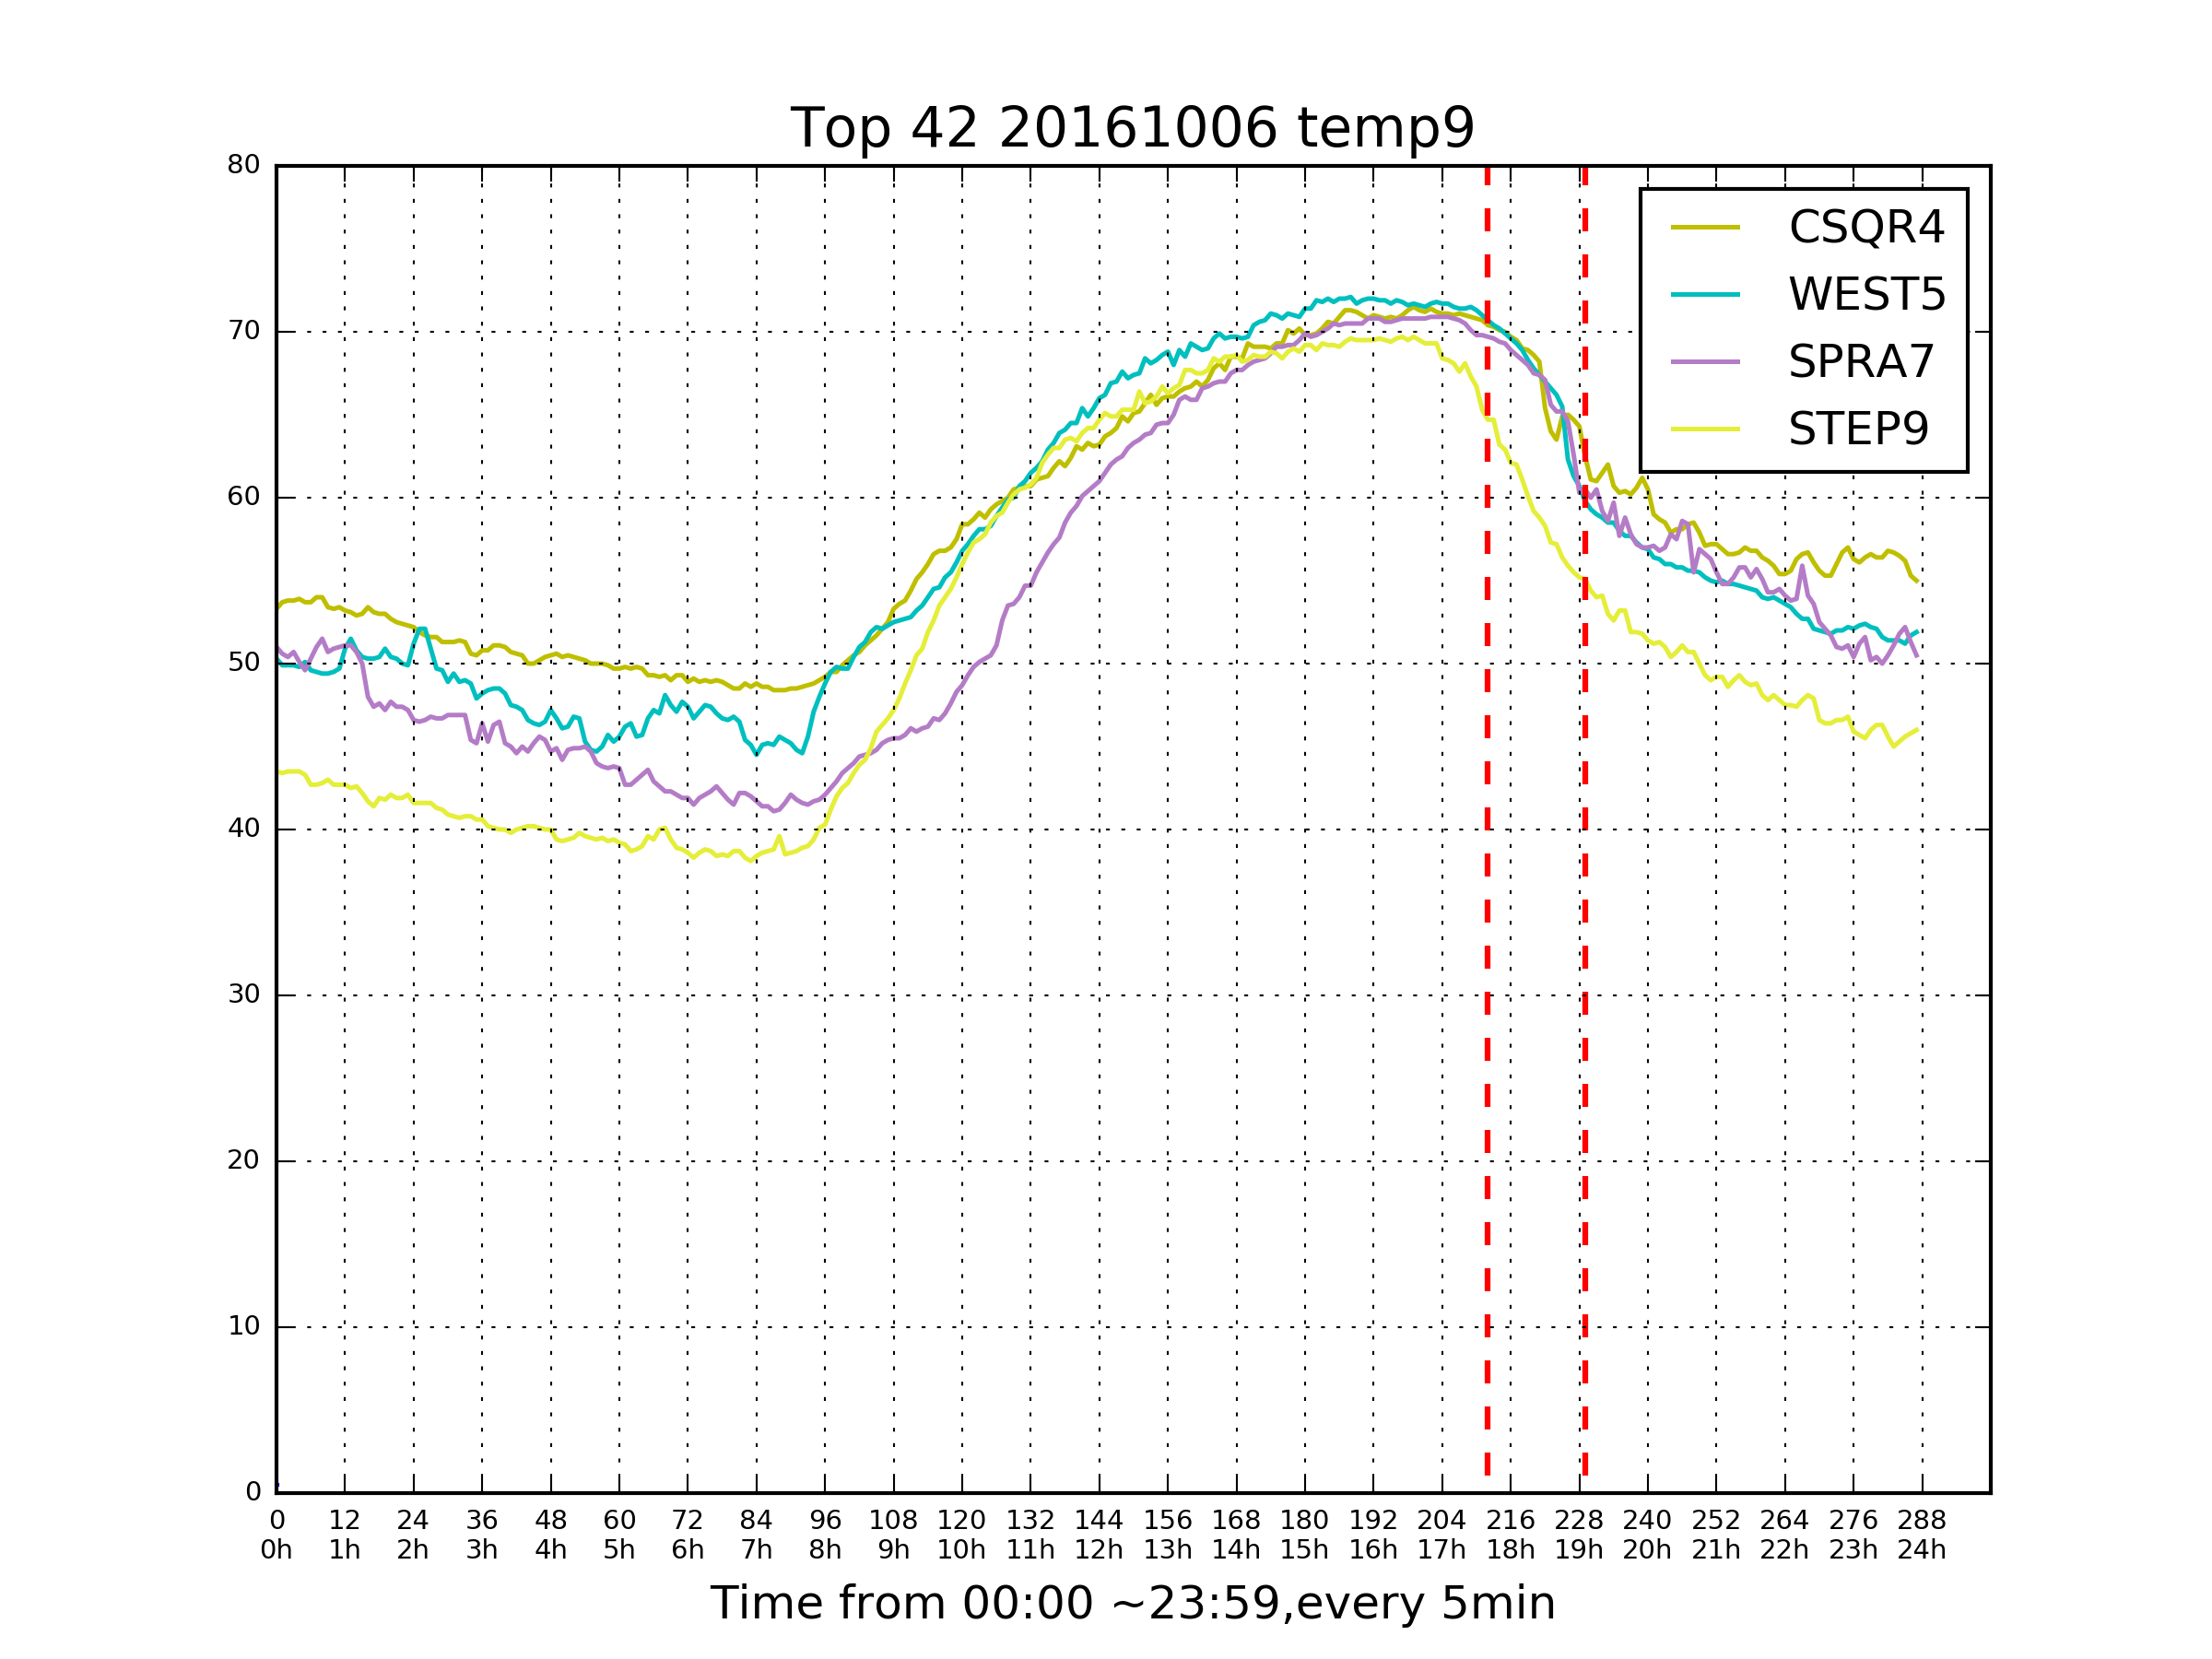 Top 42 20161006 temp9
80
70
60
50
40
30
20
10
0
CSQR4
WEST5
SPRA7
STEP9
0 12 24 36 48 60 72 84 96 108 120 132 144 156 168 180 192 204 216 228 240 252 264 276 288
0h 1h 2h 3h 4h 5h 6h 7h 8h 9h 10h 11h 12h 13h 14h 15h 16h 17h 18h 19h 20h 21h 22h 23h 24h
Time from 00:00 ~23:59,every 5min